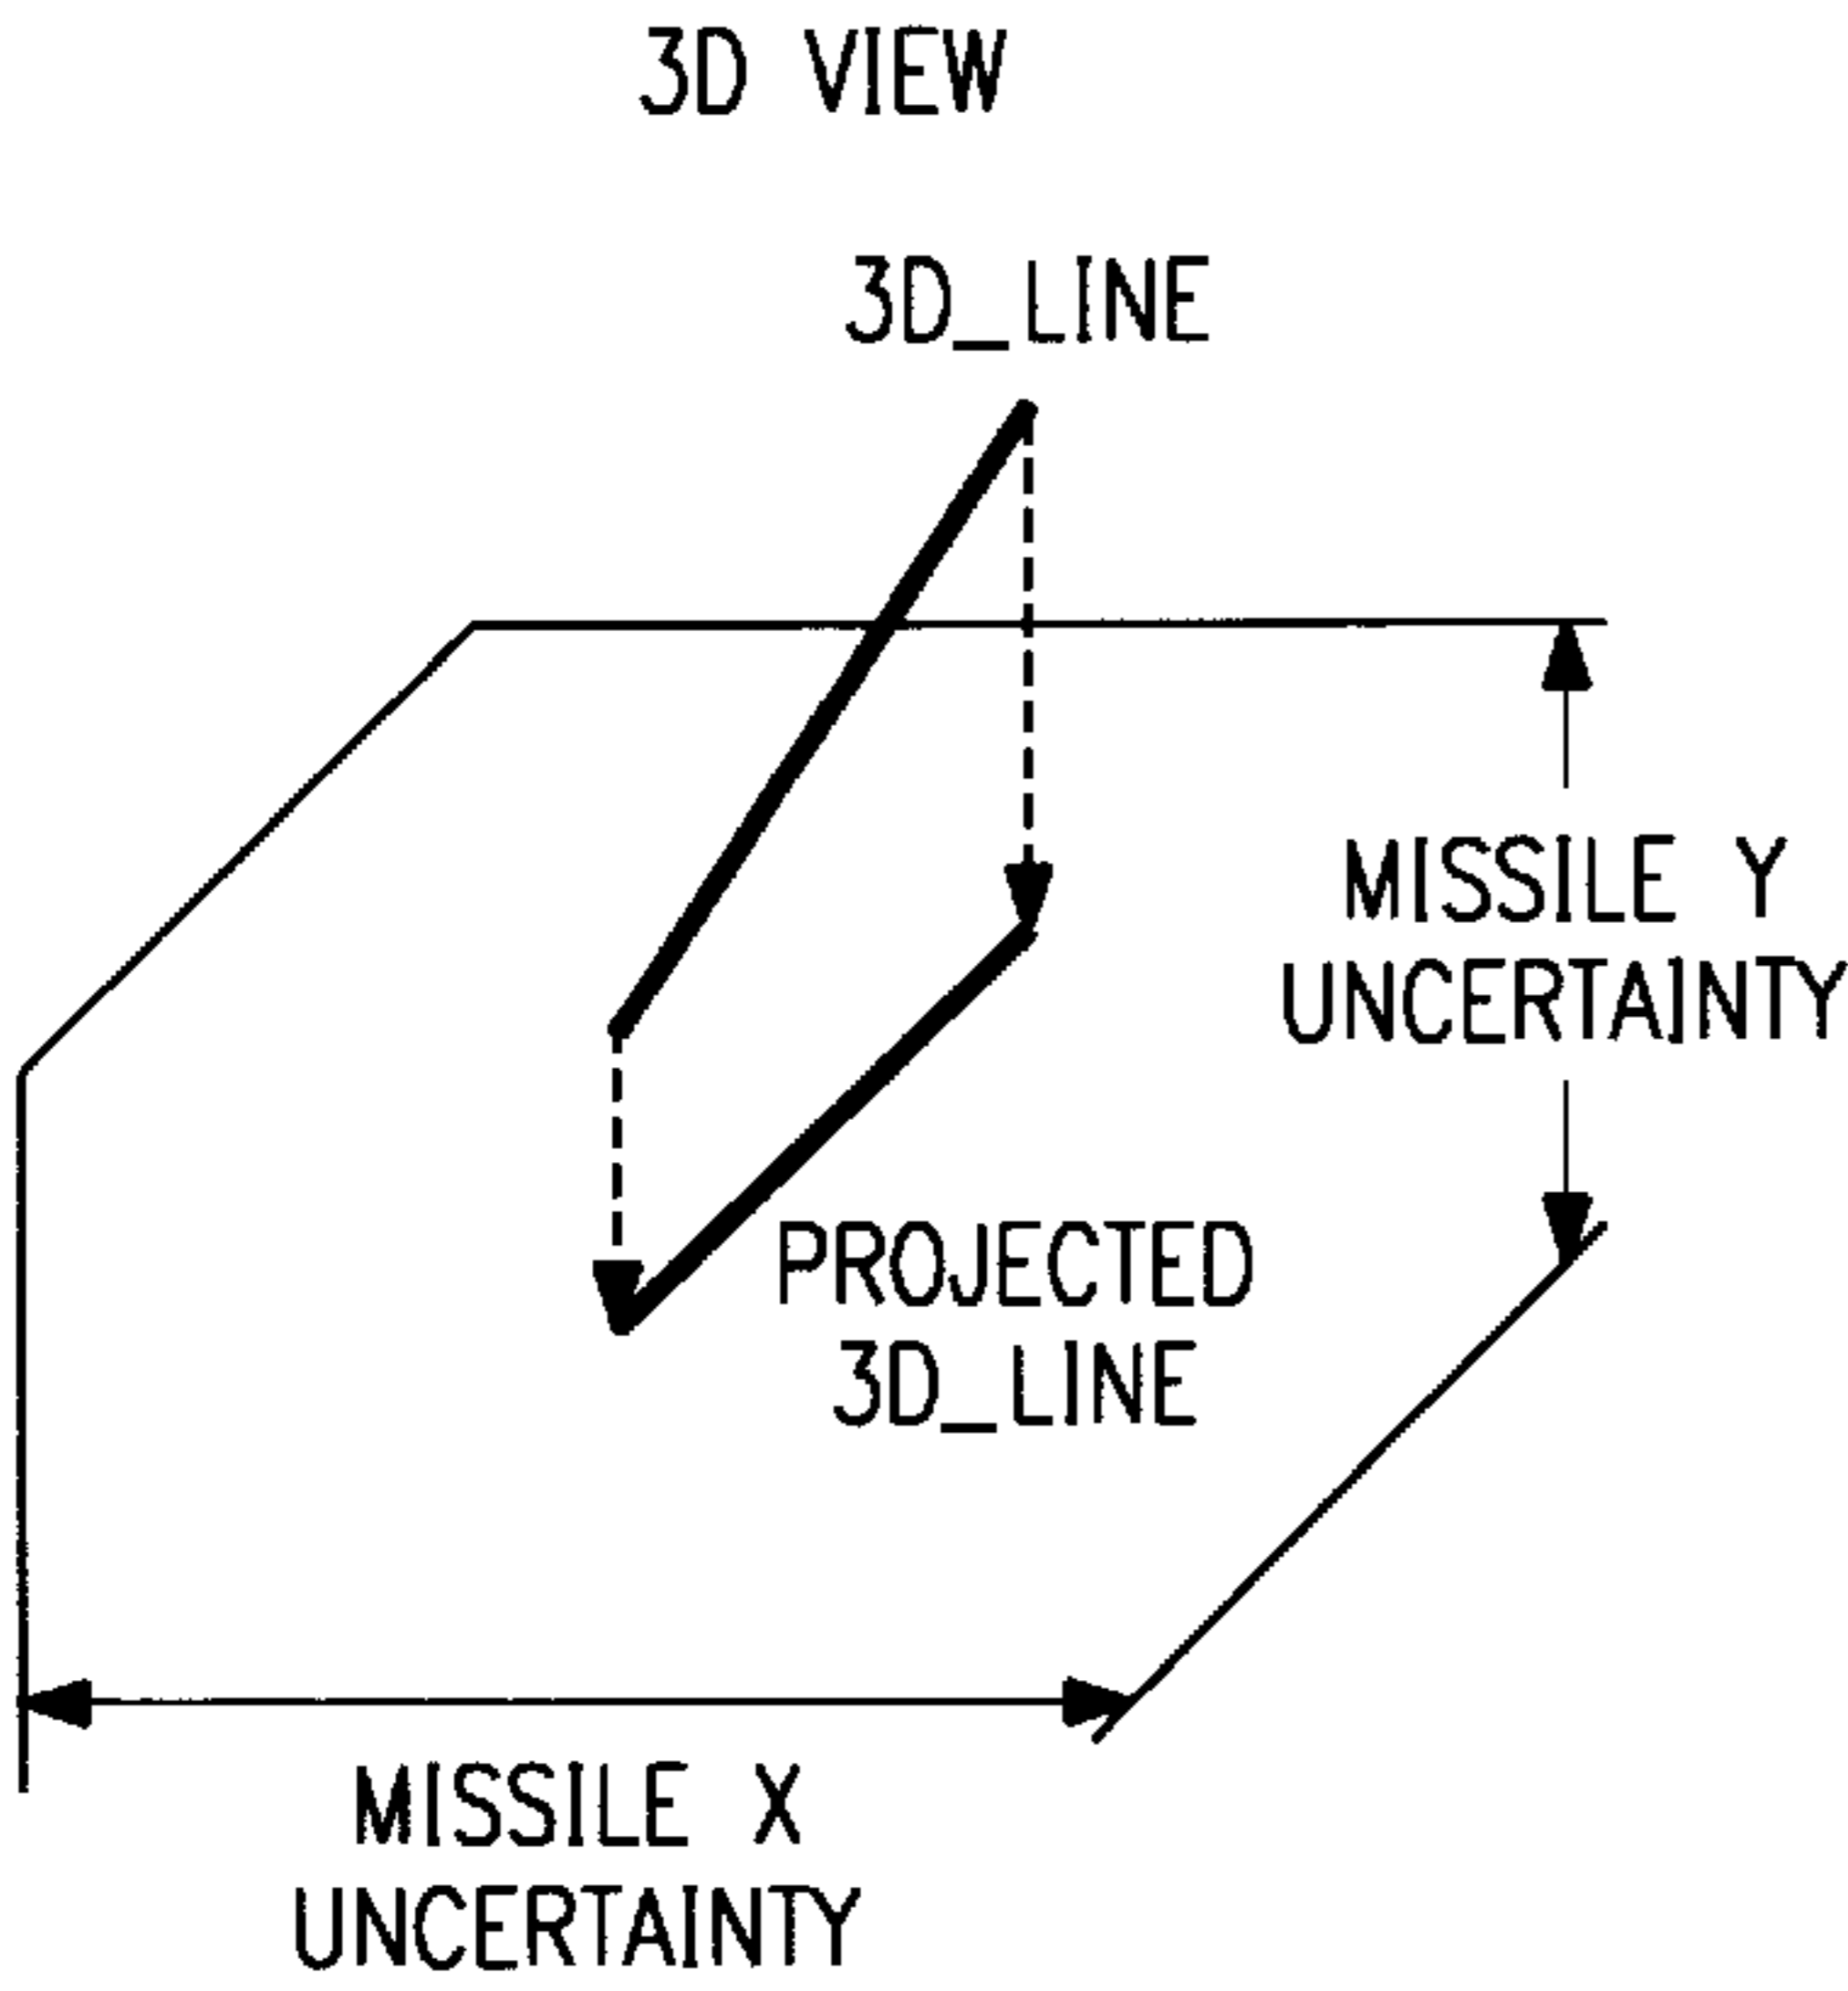 3D VIEW
3D_LINE
MISSILE Y
UNCERTAINTY
PROJECTED
3D_LINE
MISSILE X
UNCERTAINTY